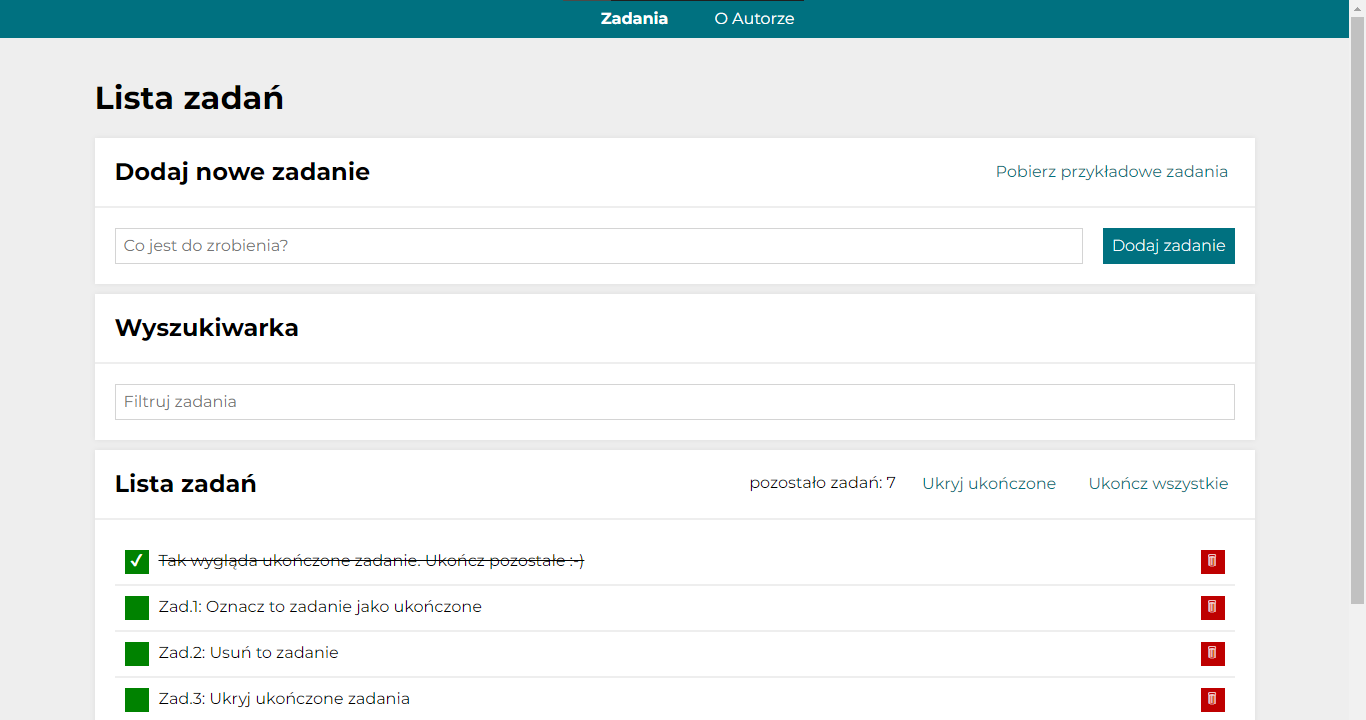 Zadania O Autorze
Lista zadań
Dodaj nowe zadanie Pobierz przykładowe zadania
Co jest do zrobienia? Dodaj zadanie
Wyszukiwarka
Filtruj zadania
Lista zadań pozostało zadań: 7 Ukryj ukończone Ukończ wszystkie
Tak wygląda ukończone zadanie. Ukończ pozostałe :-)
Zad.1: Oznacz to zadanie jako ukończone
Zad.2: Usuń to zadanie
Zad.3: Ukryj ukończone zadania